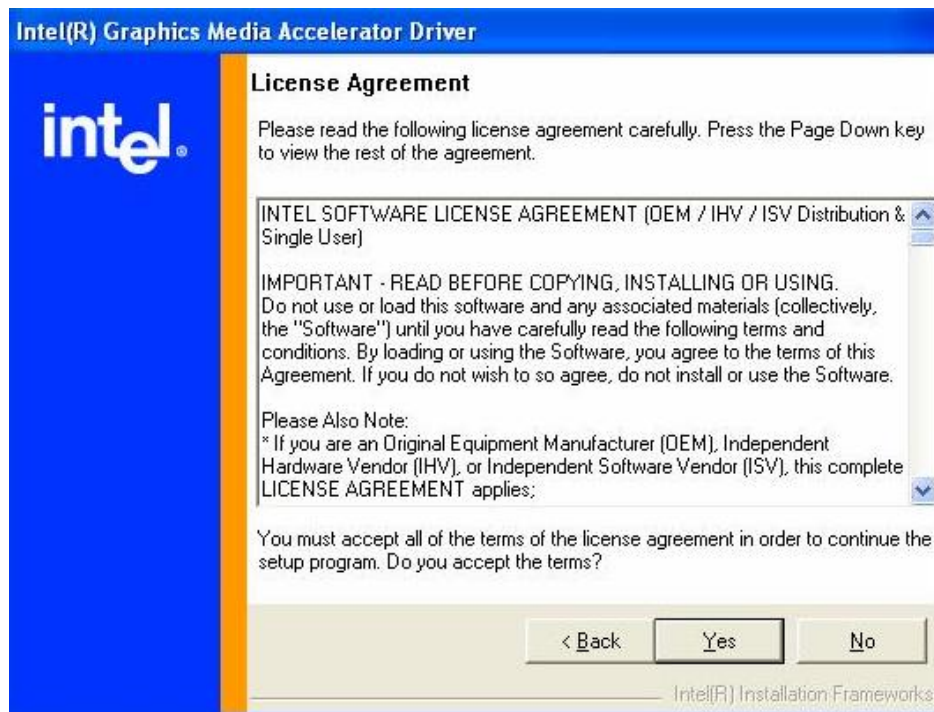 Intel(R) Graphics Media Accelerator Driver
intel®
License Agreement
Please read the following license agreement carefully. Press the Page Down key
to view the rest of the agreement.
INTEL SOFTWARE LICENSE AGREEMENT (OEM / IHV / ISV Distribution &
Single User)
IMPORTANT - READ BEFORE COPYING, INSTALLING OR USING.
Do not use or load this software and any associated materials (collectively,
the "Software") until you have carefully read the following terms and
conditions. By loading or using the Software, you agree to the terms of this
Agreement. If you do not wish to so agree, do not install or use the Software.
Please Also Note:
* If you are an Original Equipment Manufacturer (OEM), Independent
Hardware Vendor (IHV), or Independent Software Vendor (ISV), this complete
LICENSE AGREEMENT applies;
You must accept all of the terms of the license agreement in order to continue the
setup program. Do you accept the terms?
< Back Yes No
Intel(R) Installation Frameworks